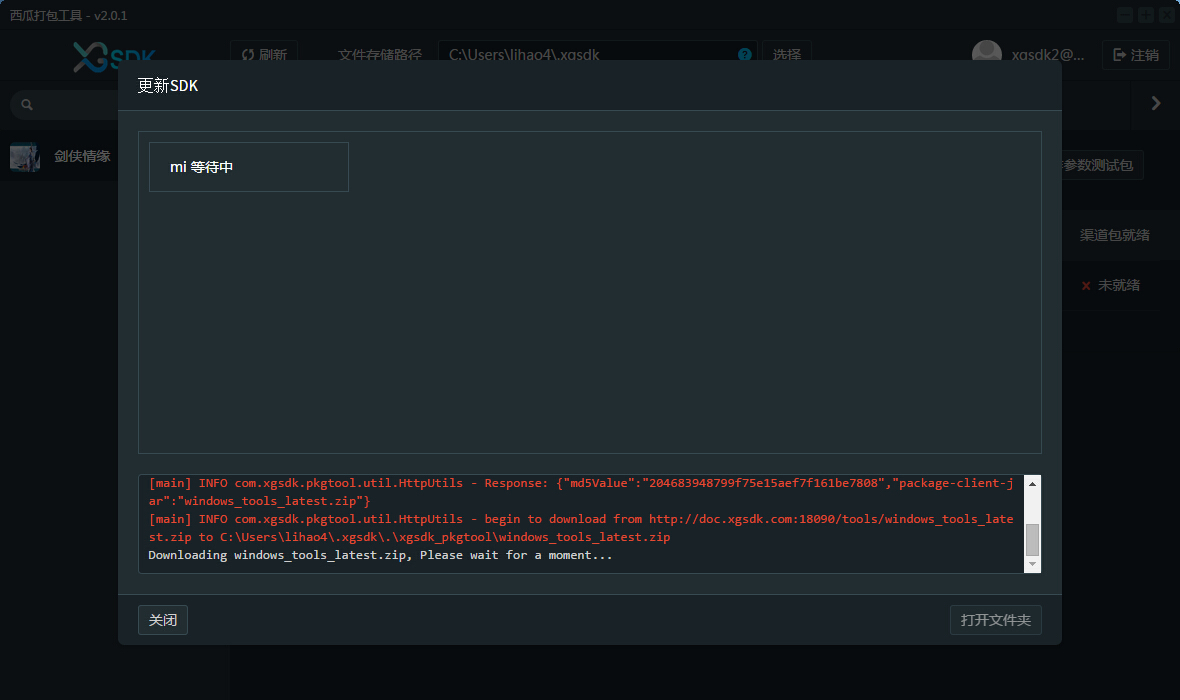 西瓜打包工具 - v2.0.1
XGSDK
刷新
文件存储路径
C:\Users\lihao4\.xgsdk
选择
xgsdk2@...
注销
更新SDK
剑侠情缘
mi 等待中
参数测试包
渠道包就绪
未就绪
[main] INFO com.xgsdk.pkgtool.util.HttpUtils - Response: {"md5Value":"204683948799f75e15aef7f161be7808","package-client-j
ar":"windows_tools_latest.zip"}
[main] INFO com.xgsdk.pkgtool.util.HttpUtils - begin to download from http://doc.xgsdk.com:18090/tools/windows_tools_late
st.zip to C:\Users\lihao4\.xgsdk\.\xgsdk_pkgtool\windows_tools_latest.zip
Downloading windows_tools_latest.zip, Please wait for a moment...
关闭
打开文件夹